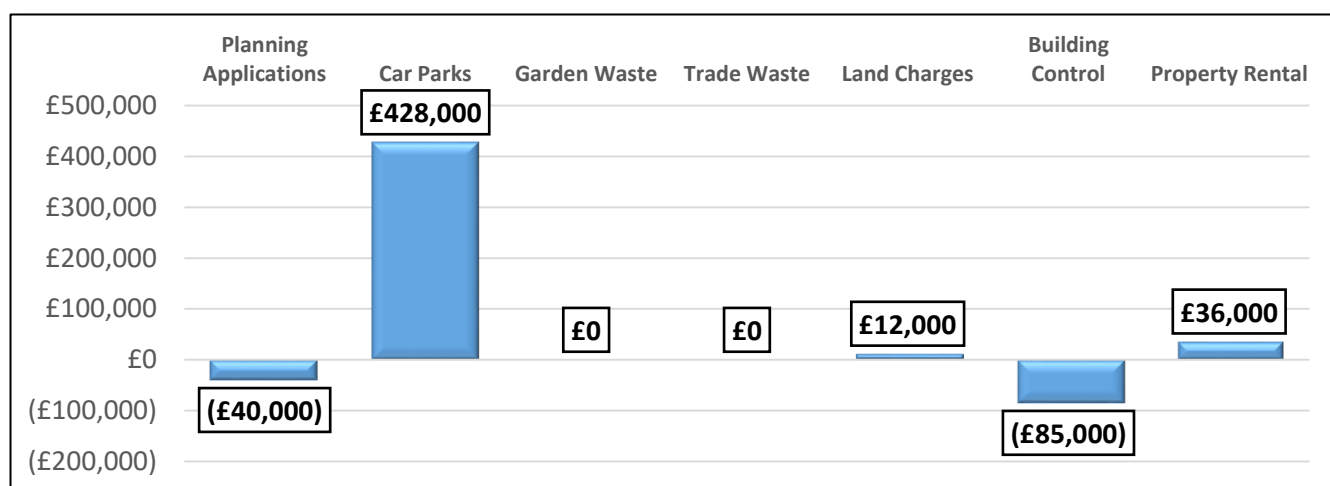 Planning Applications
Car Parks
Garden Waste
Trade Waste
Land Charges
Building Control
Property Rental
£500,000
£400,000
£300,000
£200,000
£100,000
£0
(£100,000)
(£200,000)
(£40,000)
£428,000
£0
£0
£12,000
(£85,000)
£36,000